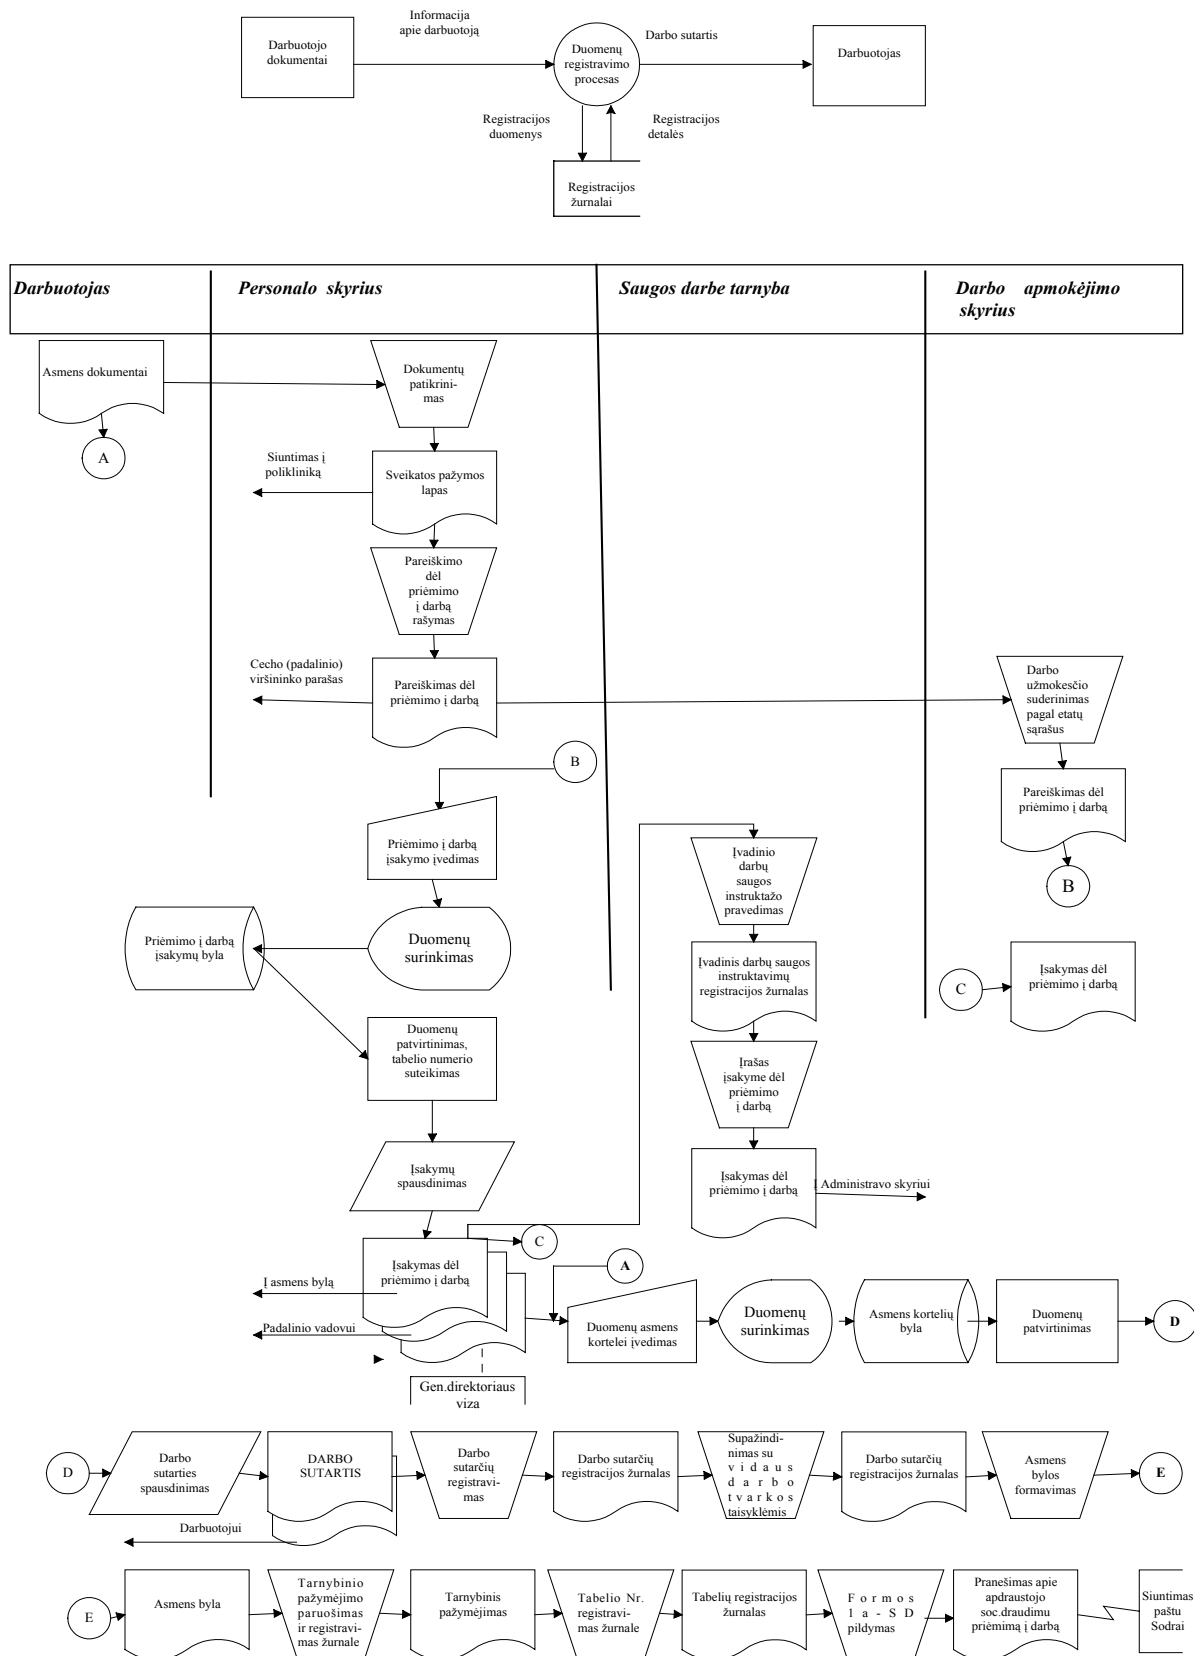 Informacija
apie darbuotoją
Darbuotojo
dokumentai
Duomenų
registravimo
procesas
Darbo sutartis
Darbuotojas
Registracijos
duomenys
Registracijos
detalės
Registracijos
žurnalai
Darbuotojas
Personalo skyrius
Saugos darbe tarnyba
Darbo apmokėjimo
skyrius
Asmens dokumentai
A
Dokumentų
patikrini-
mas
Siuntimas į
polikliniką
Sveikatos pažymos
lapas
Pareiškimo
dėl
priėmimo
į darbą
rašymas
Cecho (padalinio)
viršininko parašas
Pareiškimas dėl
priėmimo į darbą
Darbo
užmokesčio
suderinimas
pagal etatų
sąrašus
B
Pareiškimas dėl
priėmimo į darbą
B
Priėmimo į darbą
įsakymo įvedimas
Įvadinio
darbų
saugos
instruktažo
pravedimas
Priėmimo į darbą
įsakymų byla
Duomenų
surinkimas
Įvadinis darbų saugos
instruktavimų
registracijos žurnalas
C
Įsakymas dėl
priėmimo į darbą
Duomenų
patvirtinimas,
tabelio numerio
suteikimas
Įrašas
įsakyme dėl
priėmimo
į darbą
Įsakymų
spausdinimas
Įsakymas dėl
priėmimo į darbą
Į Administravo skyriui
C
Įsakymas dėl
priėmimo į darbą
A
Į asmens bylą
Padalinio vadovui
Duomenų asmens
kortelei įvedimas
Duomenų
surinkimas
Asmens kortelių
byla
Duomenų
patvirtinimas
D
Gen.direktoriaus
viza
D
Darbo
sutarties
spausdinimas
DARBO
SUTARTIS
Darbo
sutarčių
registravi-
mas
Darbo sutarčių
registracijos žurnalas
Supažindi-
nimas su
vidaus
darbo
tvarkos
taisyklėmis
Darbo sutarčių
registracijos žurnalas
Asmens
bylos
formavimas
E
Darbuotojui
E
Asmens byla
Tarnybinio
pažymėjimo
paruošimas
ir registravi-
mas žurnale
Tarnybinis
pažymėjimas
Tabelio Nr.
registravi-
mas žurnale
Tabelių registracijos
žurnalas
Formos
1a-SD
pildymas
Pranešimas apie
apdraustojo
soc.draudimu
priėmimą į darbą
Siuntimas
paštu
Sodrai